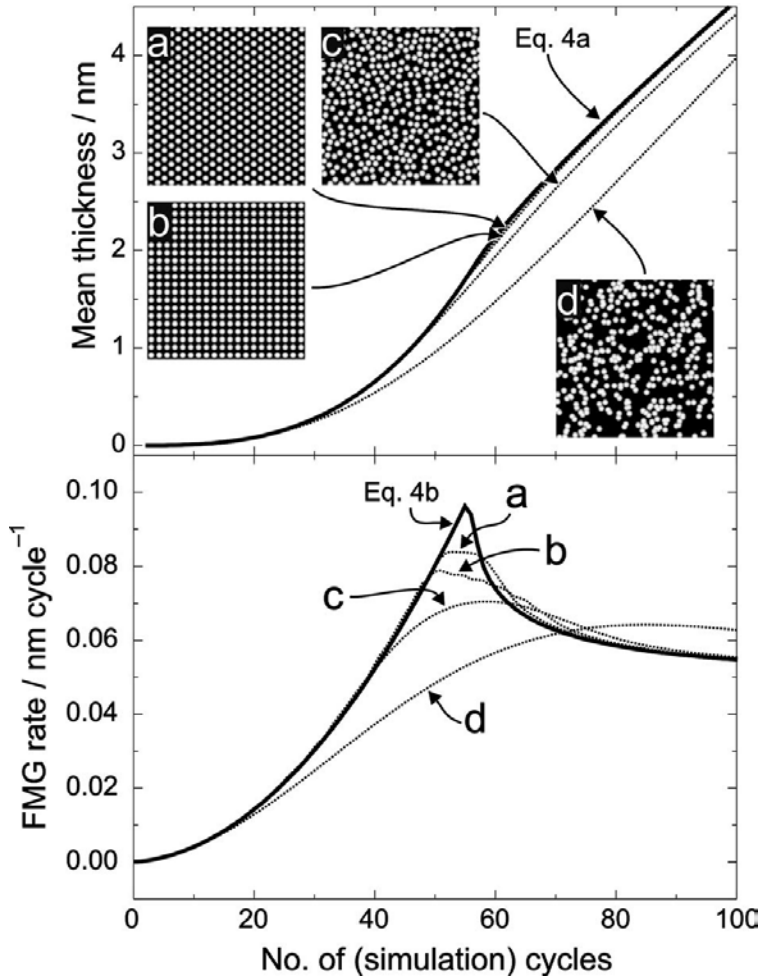 a
c
b
d
Eq. 4a
Mean thickness / nm
4
3
2
1
0
Eq. 4b
a
b
c
d
FMG rate / nm cycle⁻¹
0.10
0.08
0.06
0.04
0.02
0.00
0
20
40
60
80
100
No. of (simulation) cycles